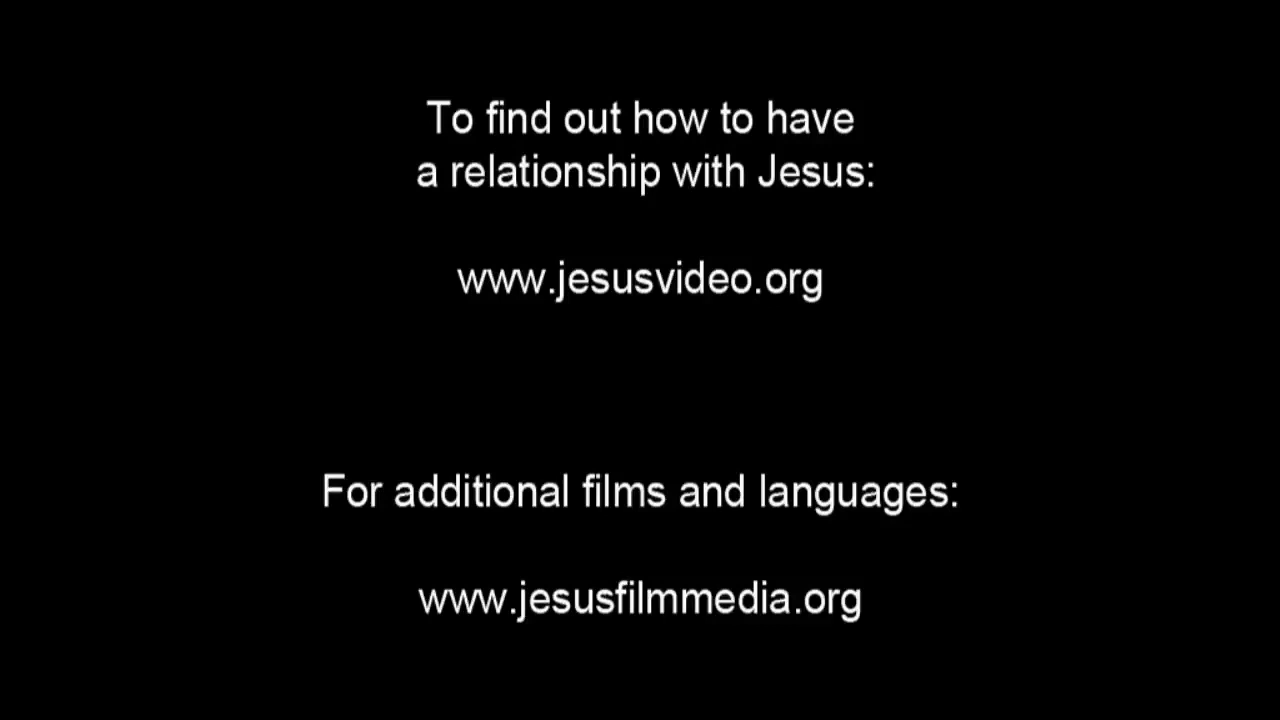 To find out how to have
a relationship with Jesus:
www.jesusvideo.org
For additional films and languages:
www.jesusfilmmedia.org